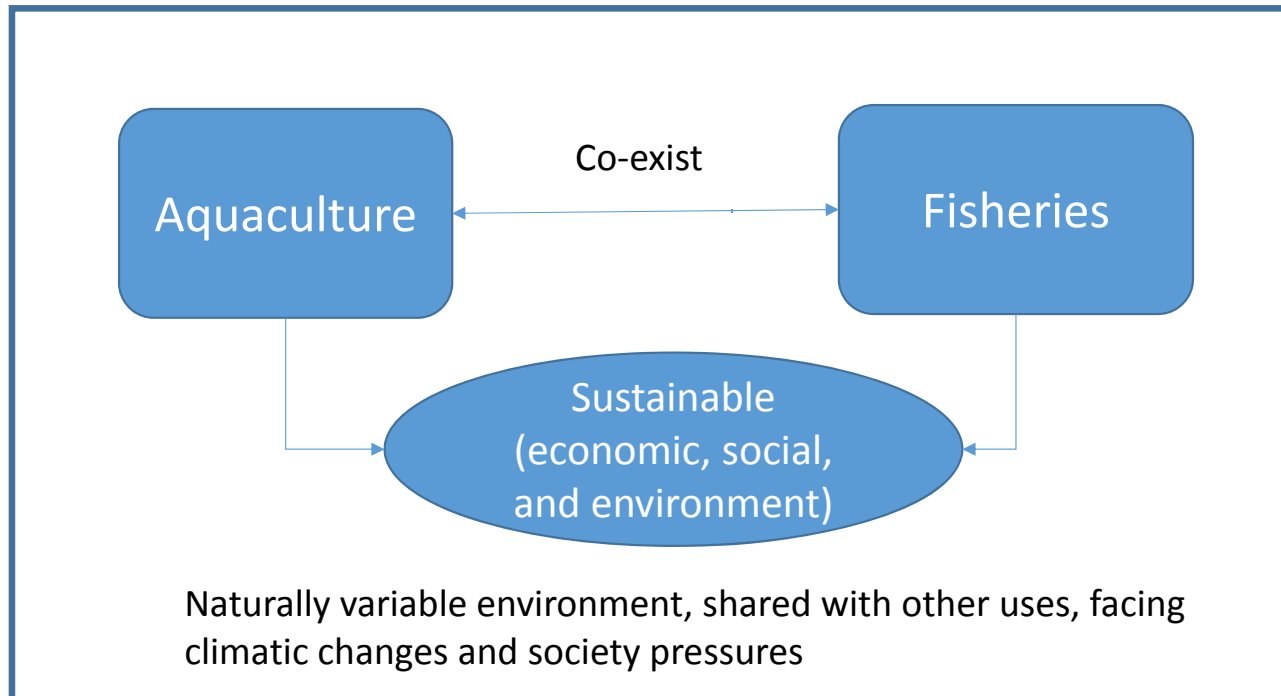 Co-exist
Aquaculture
Fisheries
Sustainable
(economic, social,
and environment)
Naturally variable environment, shared with other uses, facing
climatic changes and society pressures